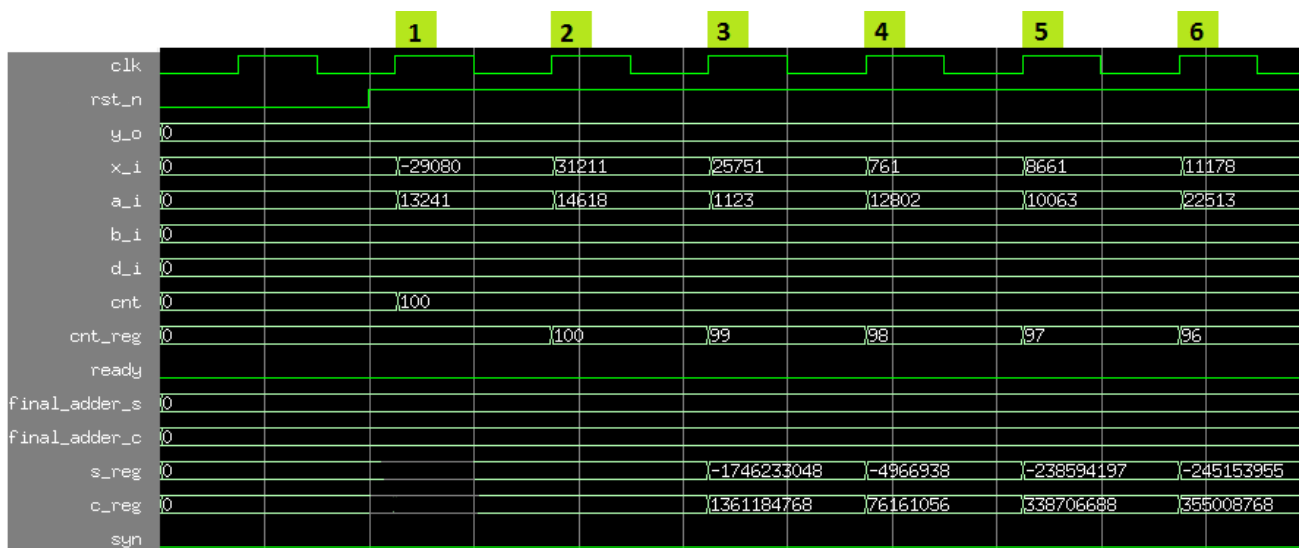 1 2 3 4 5 6
clk
rst_n
y_o 0
x_i 0 -29080 31211 25751 761 8661 11178
a_i 0 13241 14618 1123 12802 10063 22513
b_i 0
d_i 0
cnt 0 100
cnt_reg 0 100 99 98 97 96
ready
final_adder_s 0
final_adder_c 0
s_reg 0 -1746233048 -4966938 -238594197 -245153955
c_reg 0 1361184768 76161056 338706688 355008768
syn